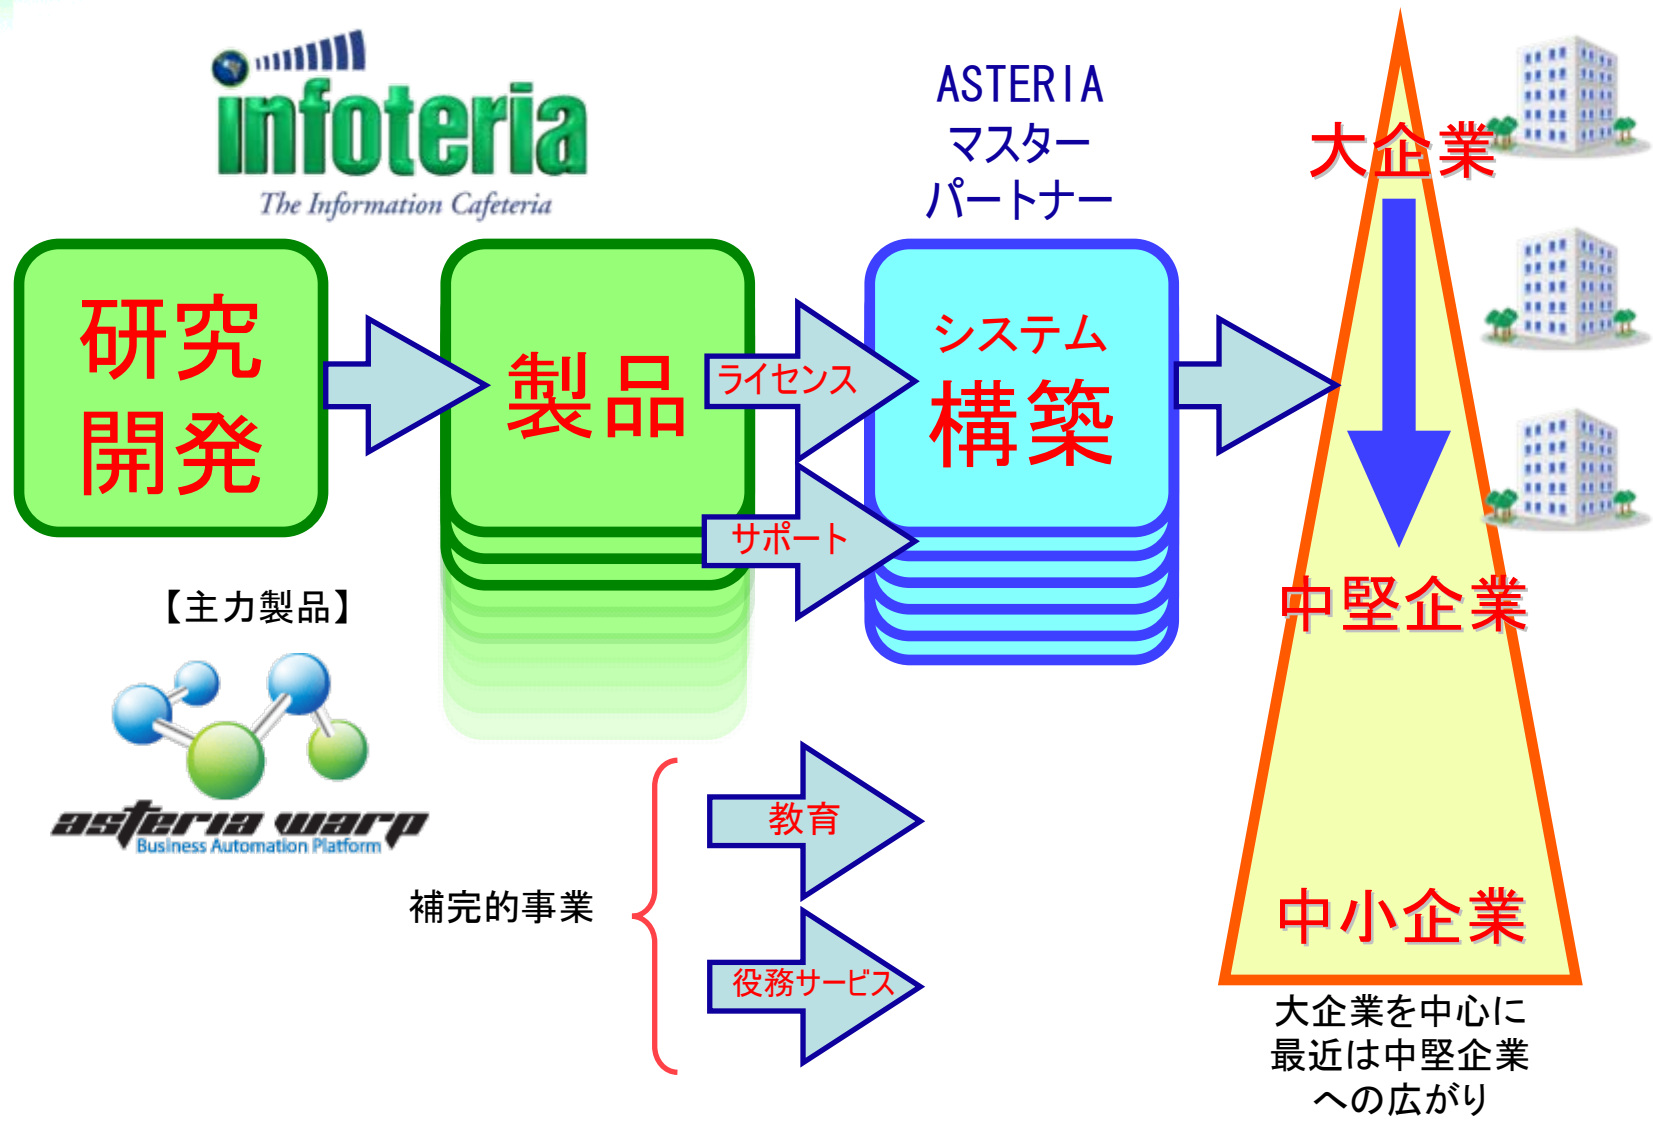 infoteria
The Information Cafeteria
ASTERIA
マスター
パートナー
研究
開発
製品
ライセンス
サポート
システム
構築
大企業
中堅企業
中小企業
【主力製品】
asteria warp
Business Automation Platform
補完的事業
教育
役務サービス
大企業を中心に
最近は中堅企業
への広がり